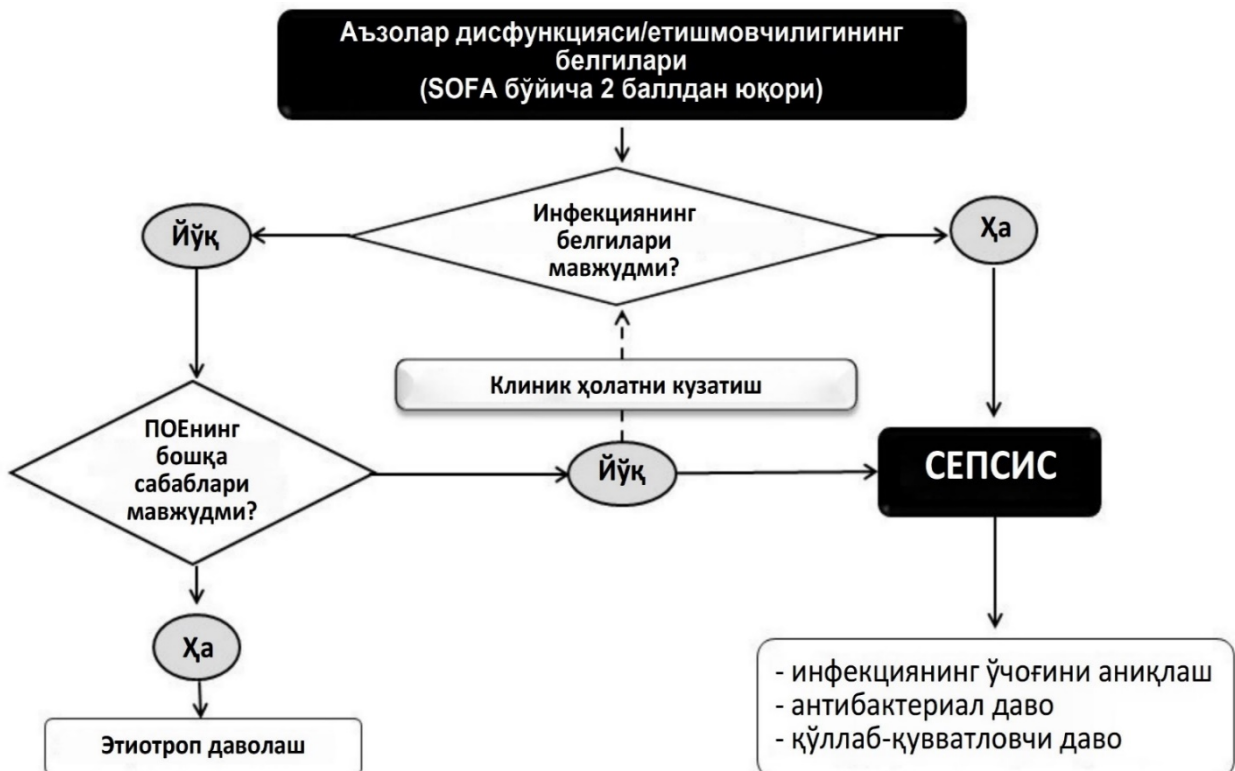 Аъзолар дисфункцияси/етишмовчилигининг
белгилари
(SOFA бўйича 2 баллдан юқори)
Инфекциянинг
белгилари
мавжудми?
Йўқ
Ҳа
Клиник ҳолатни кузатиш
ПОЕнинг
бошқа
сабаблари
мавжудми?
Йўқ
СЕПСИС
Ҳа
Этиотроп даволаш
- инфекциянинг ўчоғини аниқлаш
- антибактериал даво
- қўллаб-қувватловчи даво